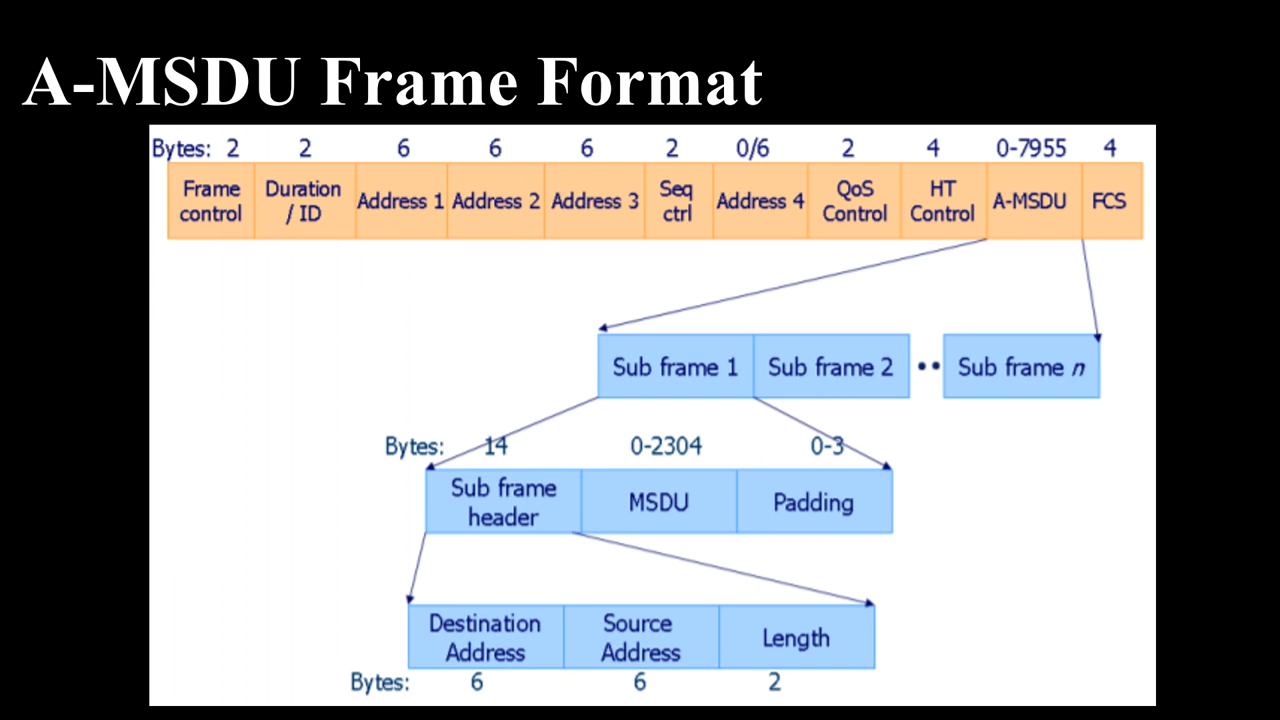 A-MSDU Frame Format
Bytes: 2 2 6 6 6 2 0/6 2 4 0-7955 4
Frame control
Duration / ID
Address 1
Address 2
Address 3
Seq ctrl
Address 4
QoS Control
HT Control
A-MSDU
FCS
Sub frame 1
Sub frame 2
••
Sub frame n
Bytes: 14 0-2304 0-3
Sub frame header
MSDU
Padding
Destination Address
Source Address
Length
Bytes: 6 6 2